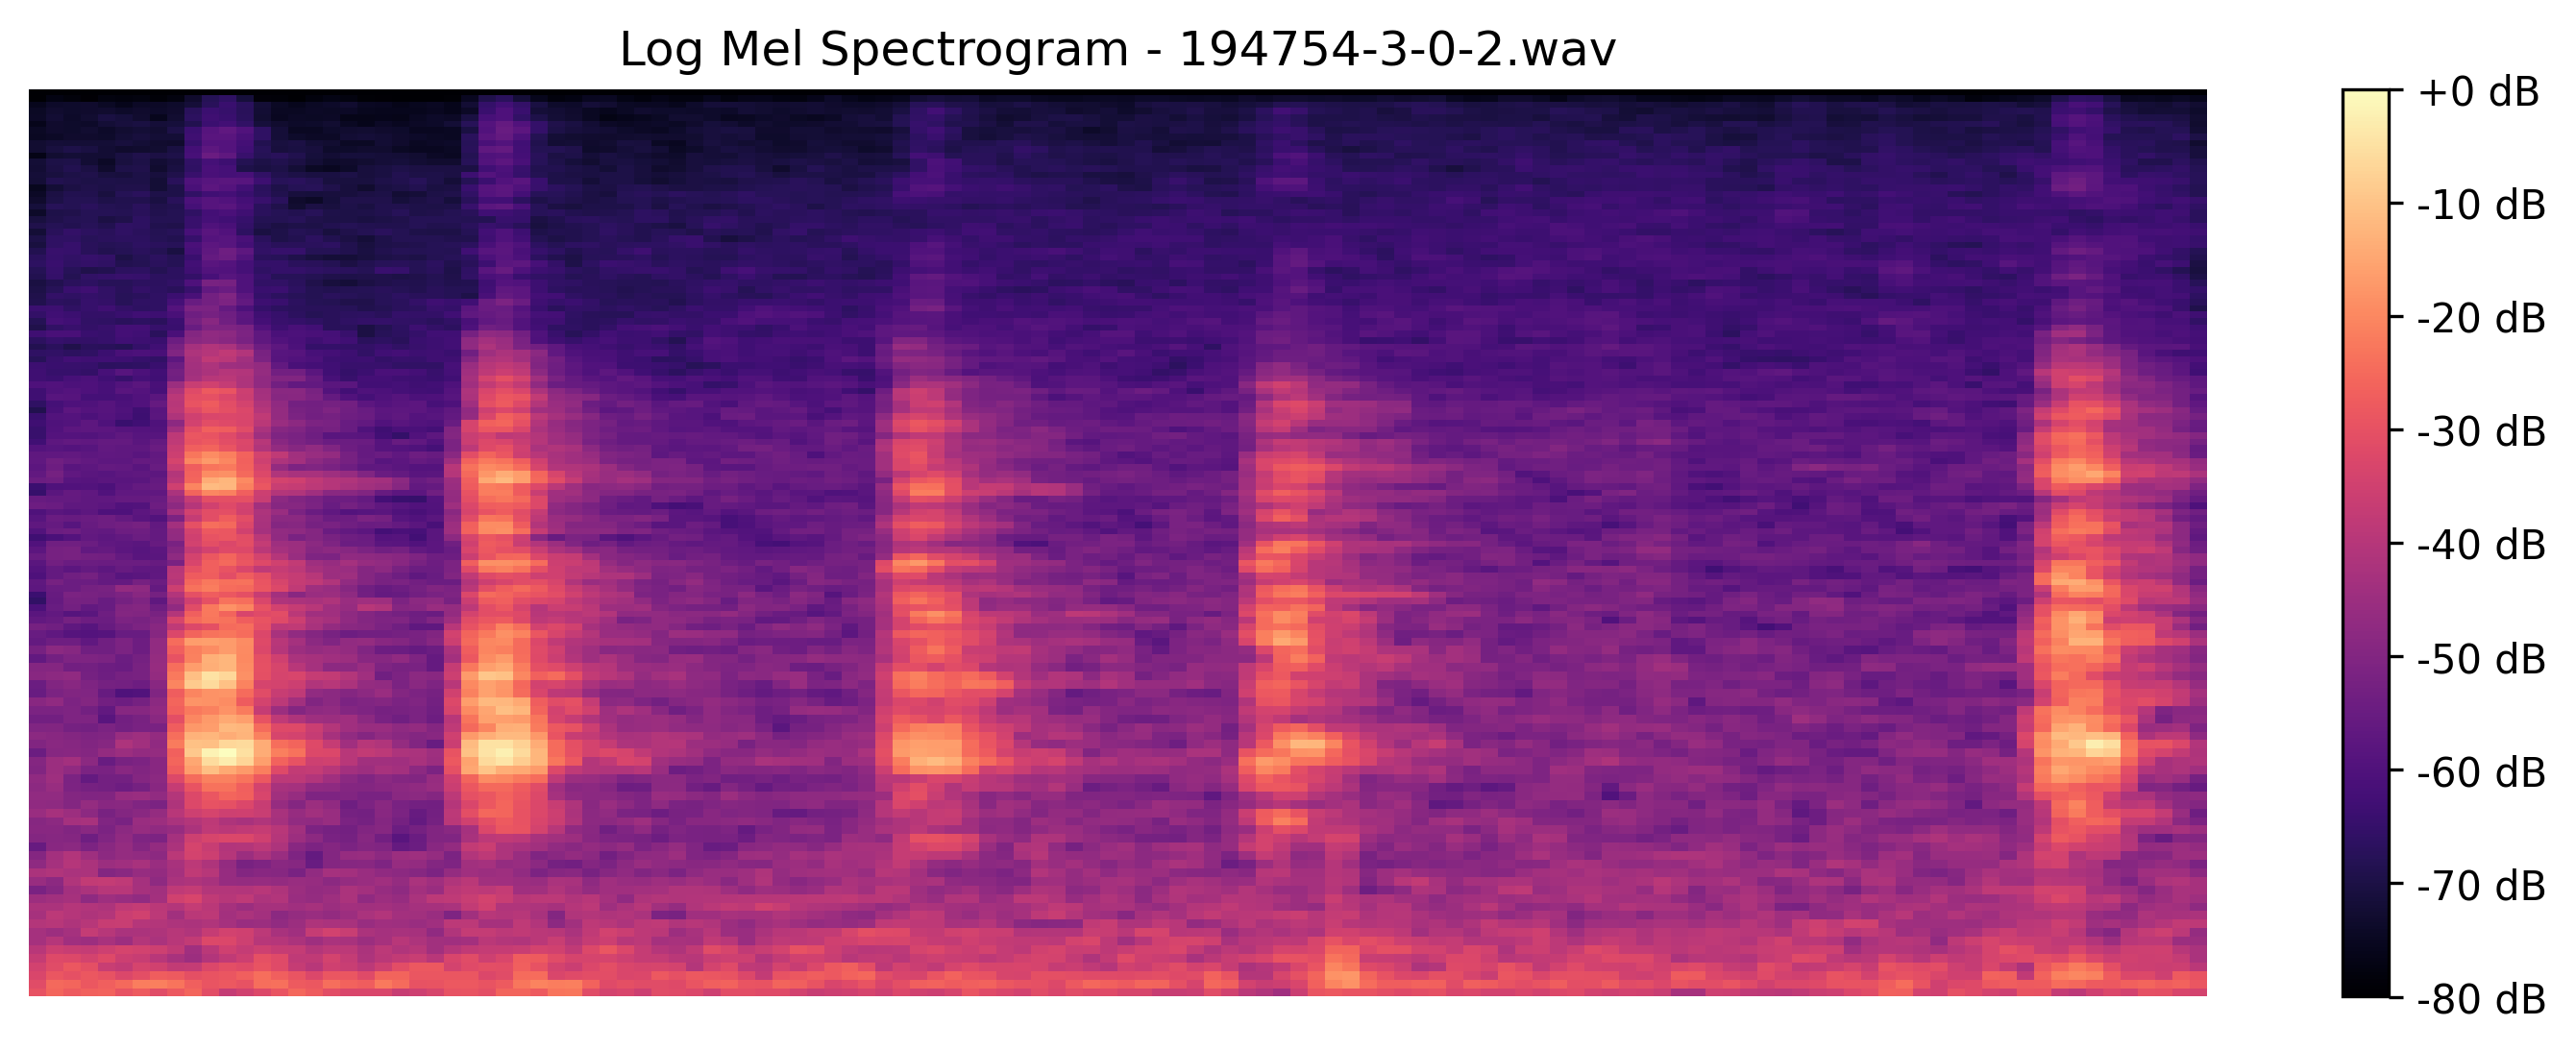 Log Mel Spectrogram - 194754-3-0-2.wav
+0 dB
-10 dB
-20 dB
-30 dB
-40 dB
-50 dB
-60 dB
-70 dB
-80 dB